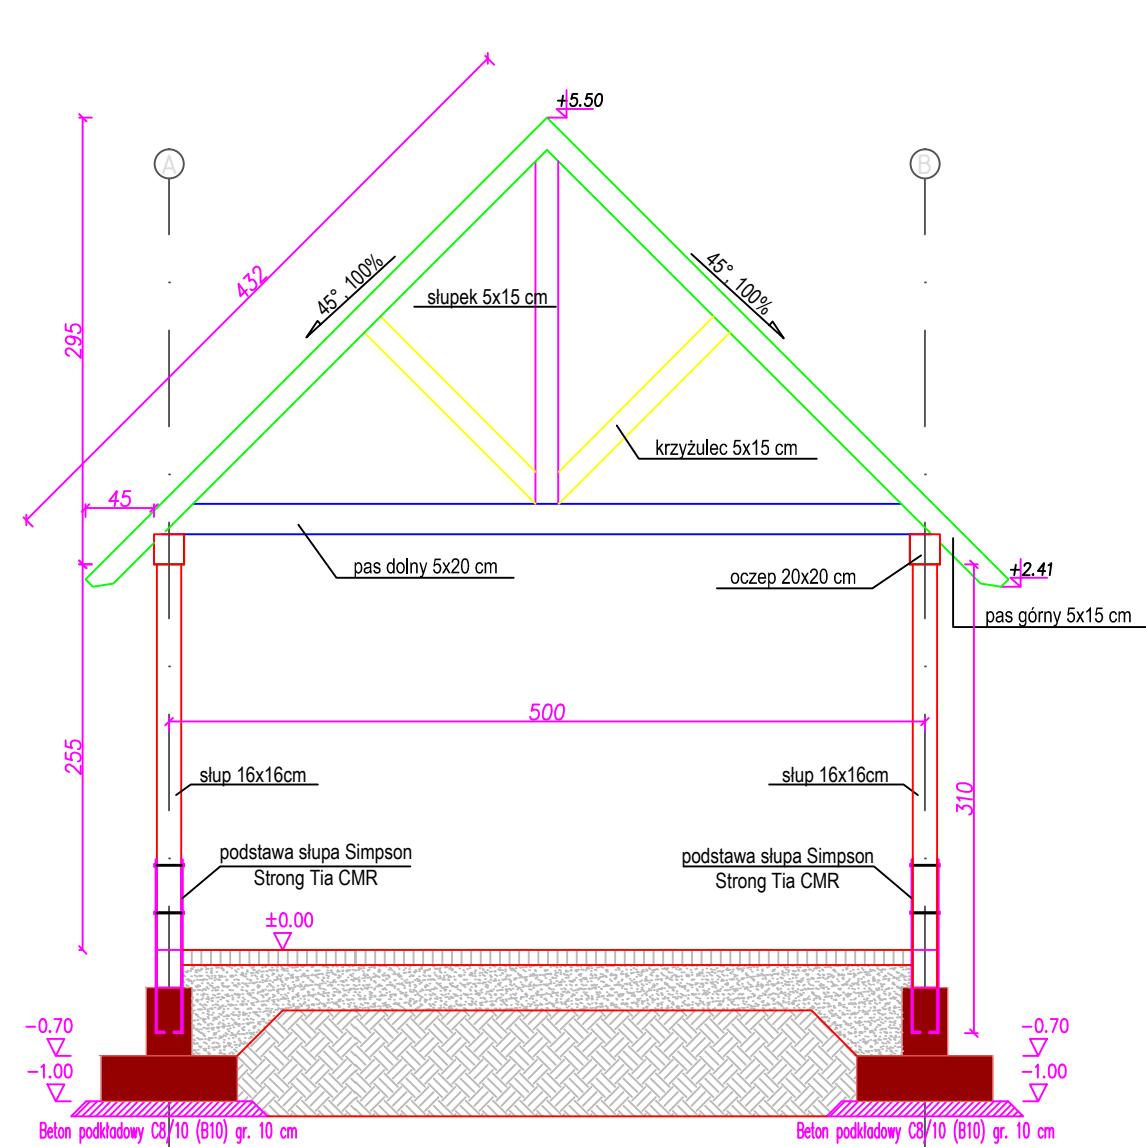 +5.50
A
B
432
45°, 100%
45°, 100%
słupek 5x15 cm
295
krzyżulec 5x15 cm
45
pas dolny 5x20 cm
oczep 20x20 cm
+2.41
pas górny 5x15 cm
500
255
słup 16x16cm
słup 16x16cm
310
podstawa słupa Simpson
Strong Tia CMR
podstawa słupa Simpson
Strong Tia CMR
±0.00
-0.70
-0.70
-1.00
-1.00
Beton podkładowy C8/10 (B10) gr. 10 cm
Beton podkładowy C8/10 (B10) gr. 10 cm